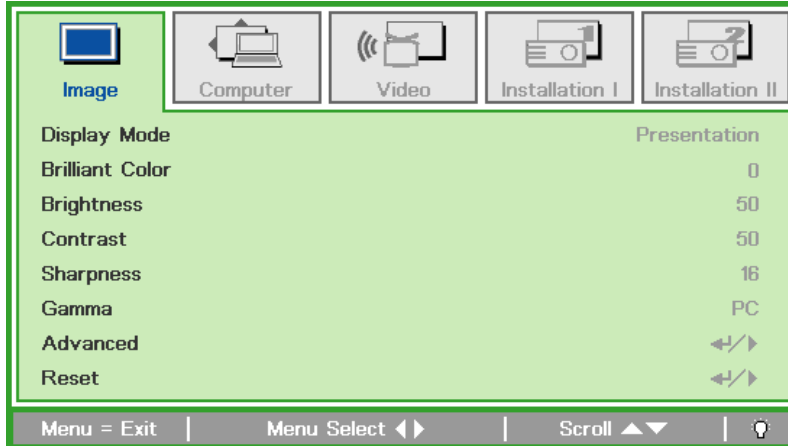 Image Computer Video Installation I Installation II
Display Mode Presentation
Brilliant Color 0
Brightness 50
Contrast 50
Sharpness 16
Gamma PC
Advanced
Reset
Menu = Exit Menu Select Scroll